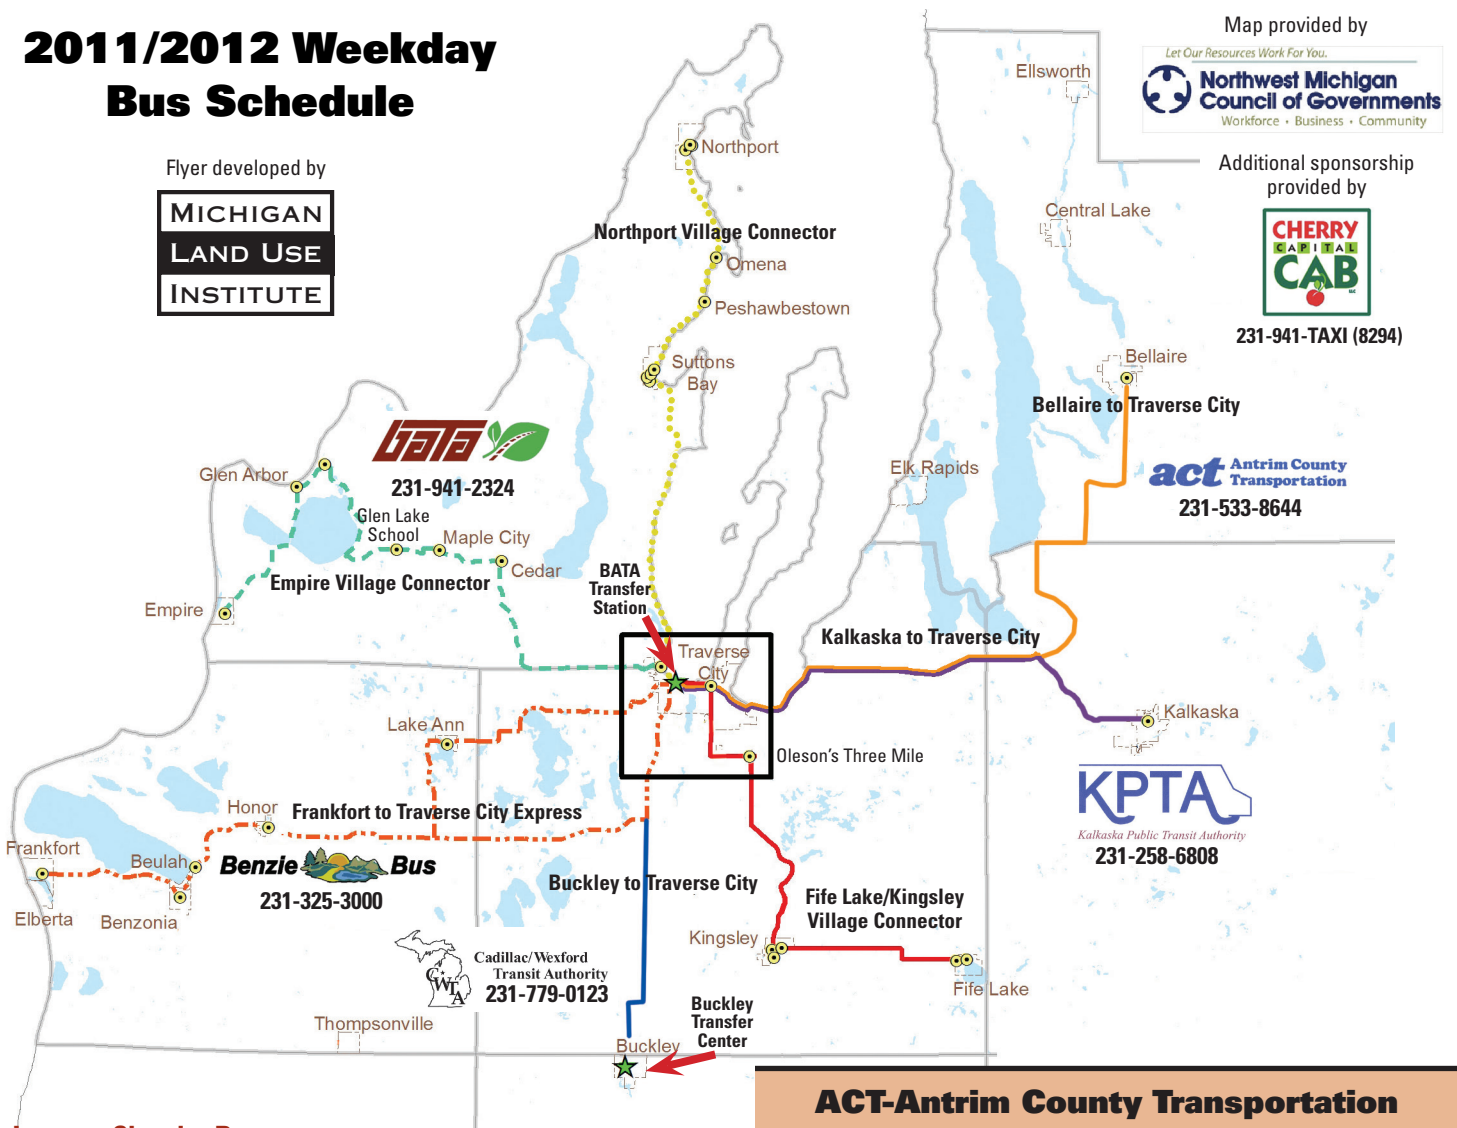 2011/2012 Weekday
Bus Schedule
Flyer developed by
MICHIGAN
LAND USE
INSTITUTE
Map provided by
Let Our Resources Work For You.
Northwest Michigan
Council of Governments
Workforce • Business • Community
Additional sponsorship
provided by
CHERRY
CAPITAL
CAB
LLC
231-941-TAXI (8294)
Ellsworth
Northport
Central Lake
Northport Village Connector
Omena
Peshawbestown
Suttons
Bay
Bellaire
Bellaire to Traverse City
act Antrim County
Transportation
231-533-8644
Elk Rapids
BATA
231-941-2324
Glen Arbor
Glen Lake
School
Maple City
Cedar
Empire Village Connector
Empire
BATA
Transfer
Station
Traverse
City
Kalkaska to Traverse City
Kalkaska
KPTA
Kalkaska Public Transit Authority
231-258-6808
Oleson's Three Mile
Lake Ann
Honor
Frankfort to Traverse City Express
Frankfort
Beulah
Benzie Bus
231-325-3000
Elberta
Benzonia
Buckley to Traverse City
Fife Lake/Kingsley
Village Connector
Kingsley
Fife Lake
CWTA
Cadillac/Wexford
Transit Authority
231-779-0123
Buckley
Transfer
Center
Thompsonville
Buckley
ACT-Antrim County Transportation